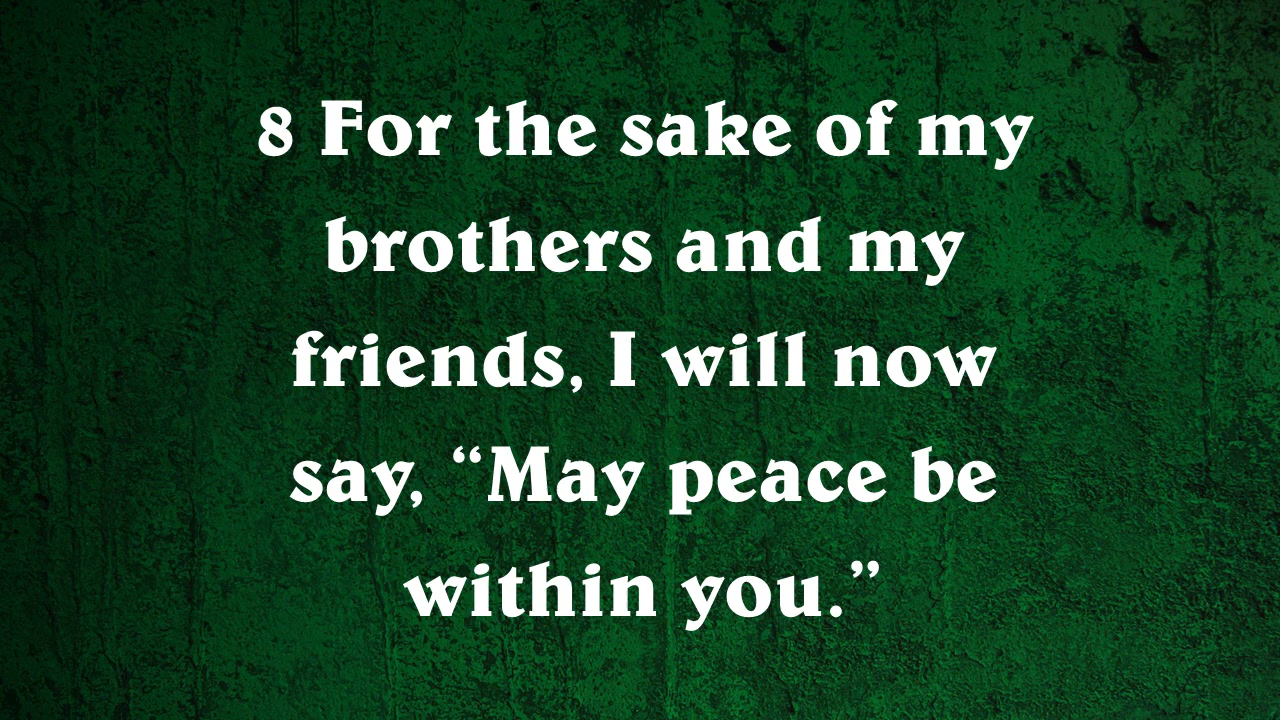 8 For the sake of my
brothers and my
friends, I will now
say, “May peace be
within you.”